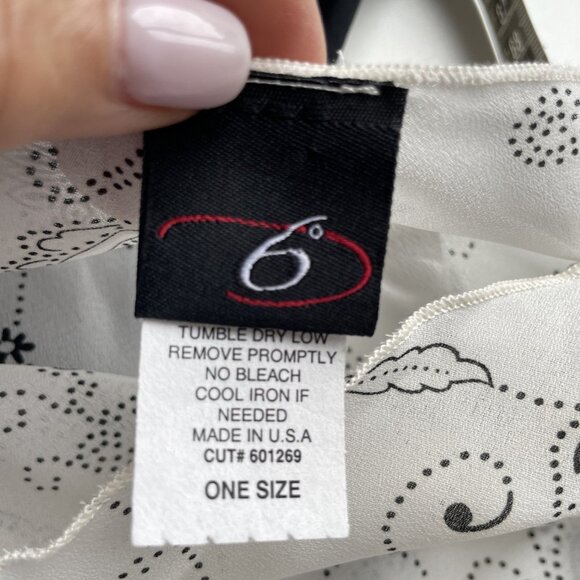 6°
TUMBLE DRY LOW
REMOVE PROMPTLY
NO BLEACH
COOL IRON IF
NEEDED
MADE IN U.S.A
CUT# 601269
ONE SIZE